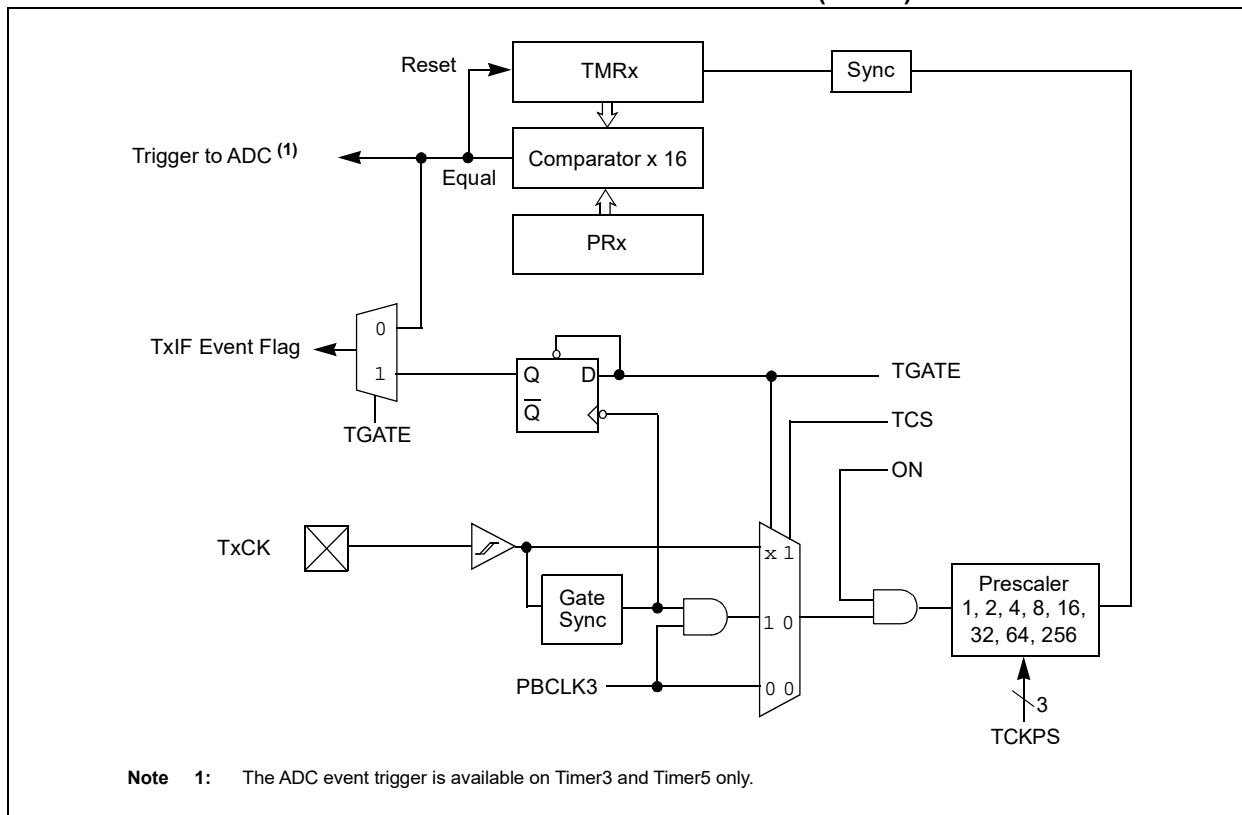 Reset
TMRx
Sync
Trigger to ADC (1)
Equal
Comparator x 16
PRx
TxIF Event Flag
0
1
TGATE
Q
D
Q
TGATE
TCS
ON
TxCK
Gate
Sync
PBCLK3
x 1
1 0
0 0
Prescaler
1, 2, 4, 8, 16,
32, 64, 256
3
TCKPS
Note 1: The ADC event trigger is available on Timer3 and Timer5 only.